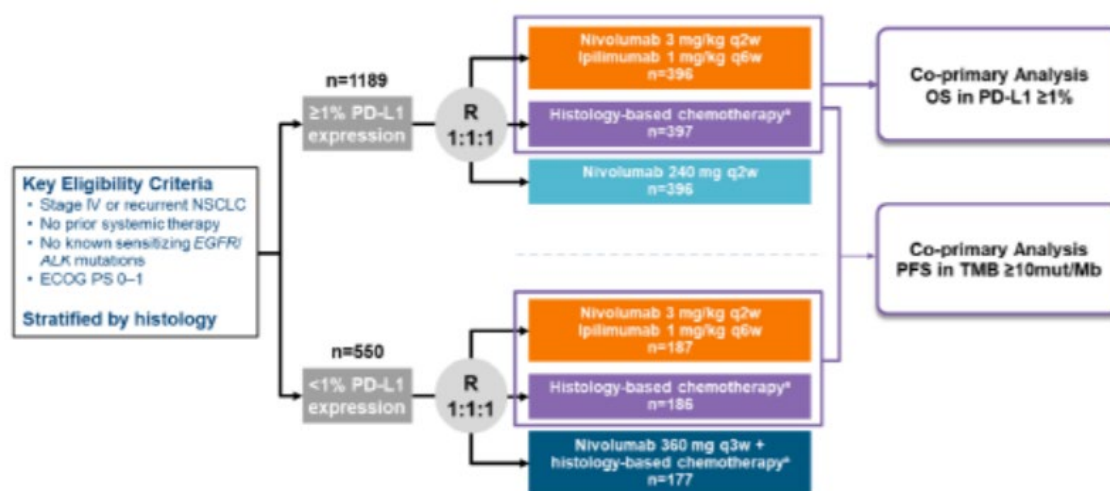 Key Eligibility Criteria
• Stage IV or recurrent NSCLC
• No prior systemic therapy
• No known sensitizing EGFR/
ALK mutations
• ECOG PS 0–1
Stratified by histology
n=1189
≥1% PD-L1
expression
R
1:1:1
Nivolumab 3 mg/kg q2w
Ipilimumab 1 mg/kg q6w
n=396
Histology-based chemotherapy*
n=397
Nivolumab 240 mg q2w
n=396
n=550
<1% PD-L1
expression
R
1:1:1
Nivolumab 3 mg/kg q2w
Ipilimumab 1 mg/kg q6w
n=187
Histology-based chemotherapy*
n=186
Nivolumab 360 mg q3w +
histology-based chemotherapy*
n=177
Co-primary Analysis
OS in PD-L1 ≥1%
Co-primary Analysis
PFS in TMB ≥10mut/Mb